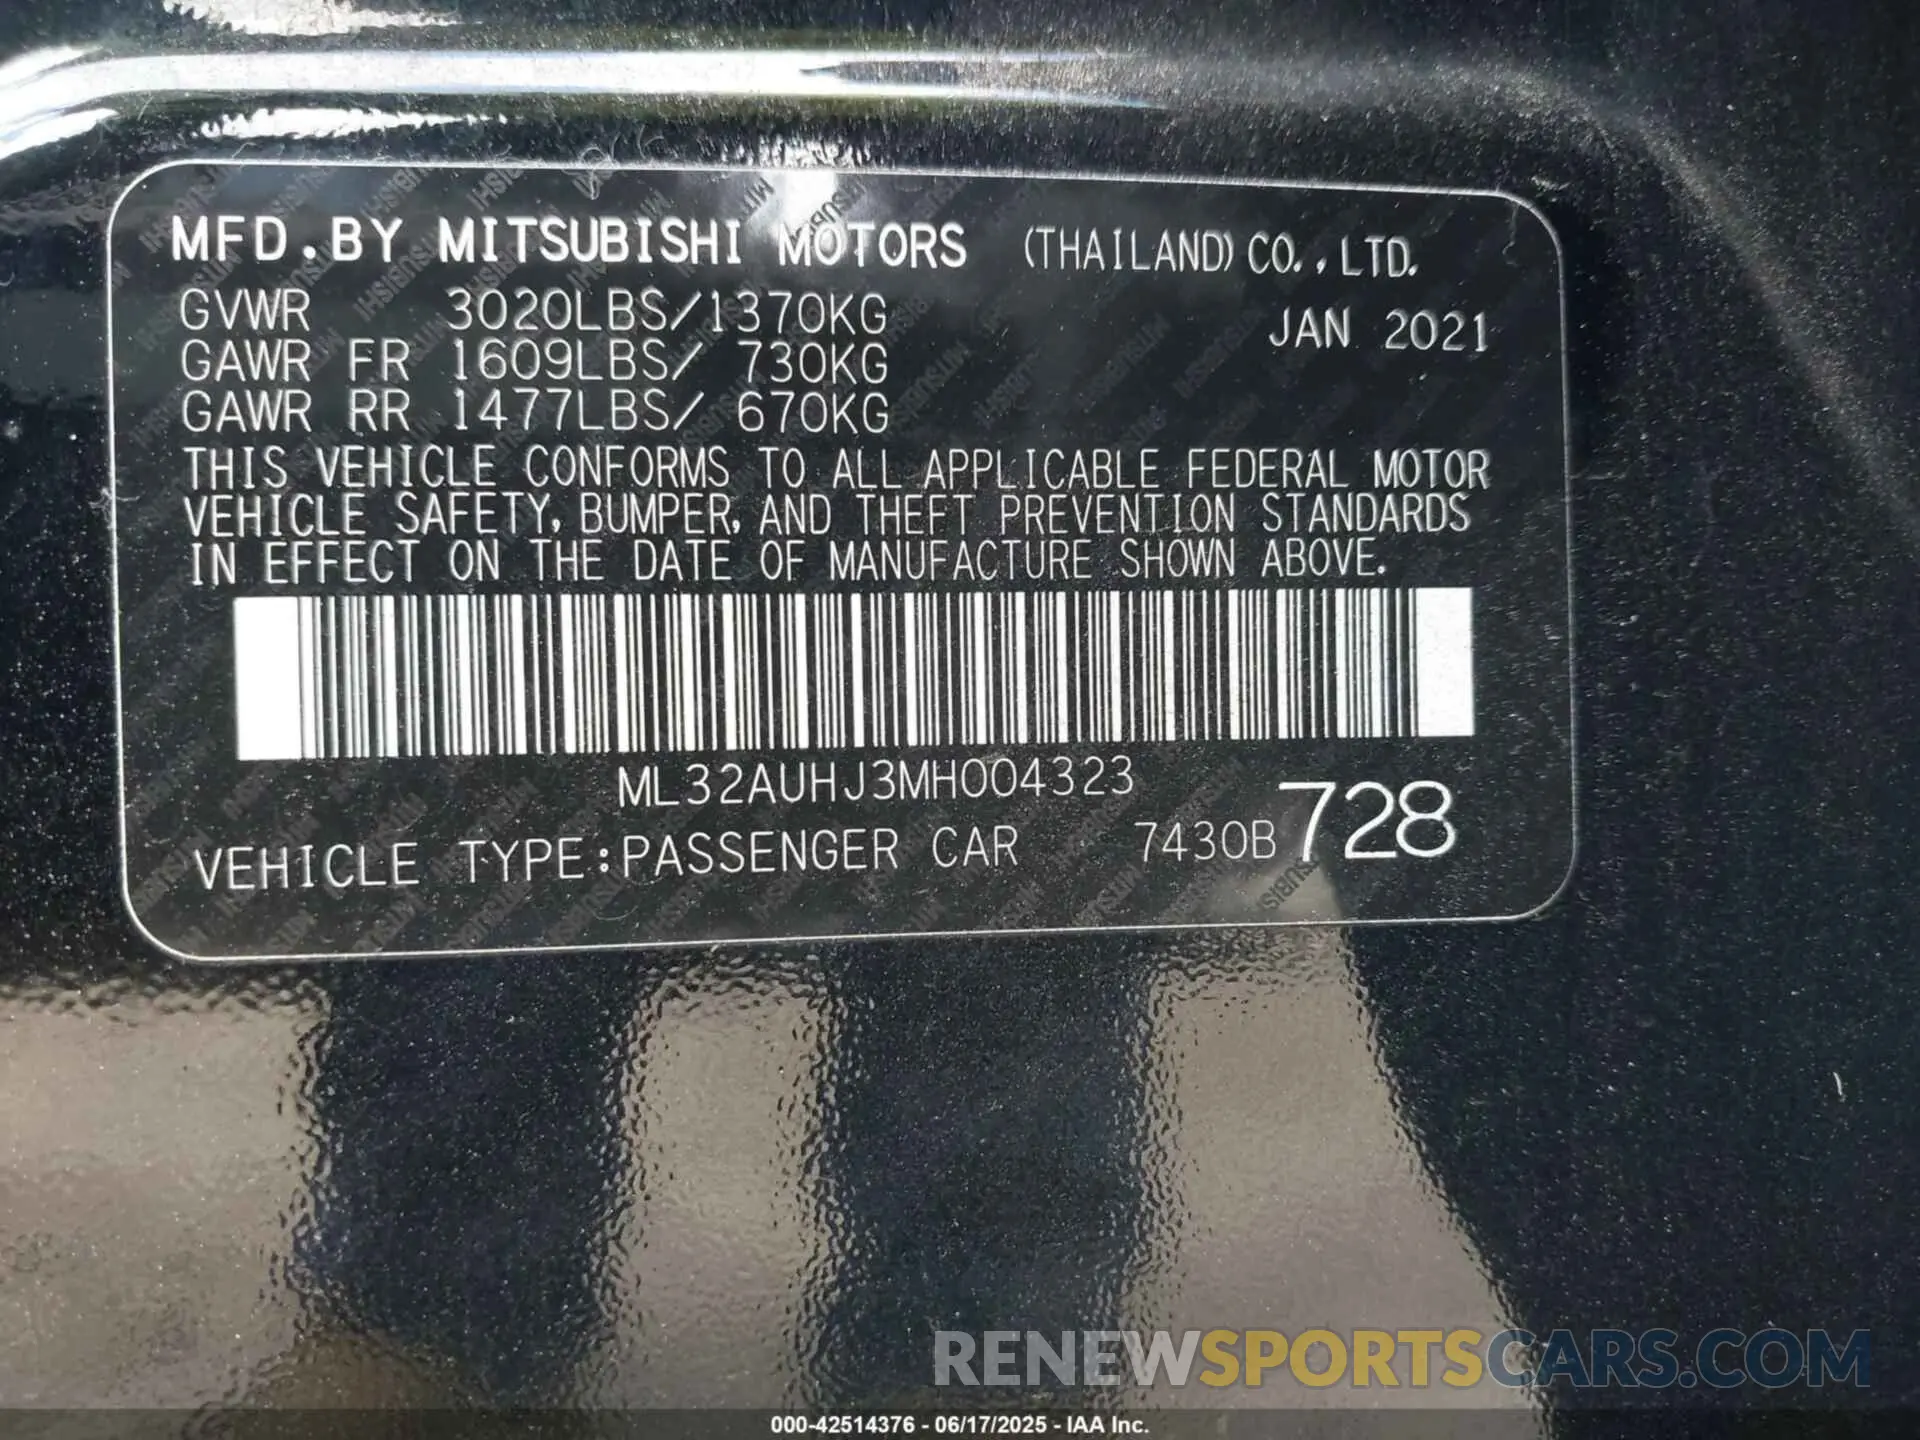 MFD.BY MITSUBISHI MOTORS (THAILAND) CO.,LTD.
GVWR 3020LBS/1370KG JAN 2021
GAWR FR 1609LBS/ 730KG
GAWR RR 1477LBS/ 670KG
THIS VEHICLE CONFORMS TO ALL APPLICABLE FEDERAL MOTOR
VEHICLE SAFETY, BUMPER, AND THEFT PREVENTION STANDARDS
IN EFFECT ON THE DATE OF MANUFACTURE SHOWN ABOVE.
ML32AUHJ3MH004323
VEHICLE TYPE:PASSENGER CAR 7430B 728
RENEWSPORTSCARS.COM
000-42514376 - 06/17/2025 - IAA Inc.